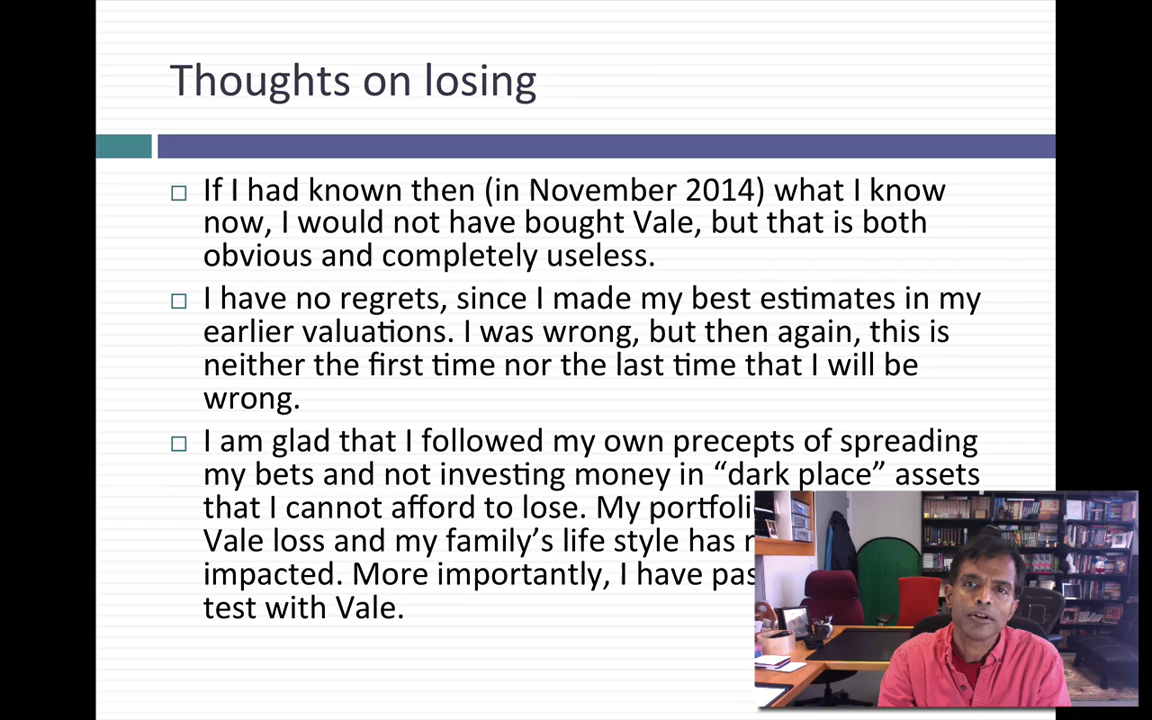 Thoughts on losing
□ If I had known then (in November 2014) what I know
now, I would not have bought Vale, but that is both
obvious and completely useless.
□ I have no regrets, since I made my best estimates in my
earlier valuations. I was wrong, but then again, this is
neither the first time nor the last time that I will be
wrong.
□ I am glad that I followed my own precepts of spreading
my bets and not investing money in “dark place” assets
that I cannot afford to lose. My
Vale loss and my family’s life style has
impacted. More importantly, I have
test with Vale.